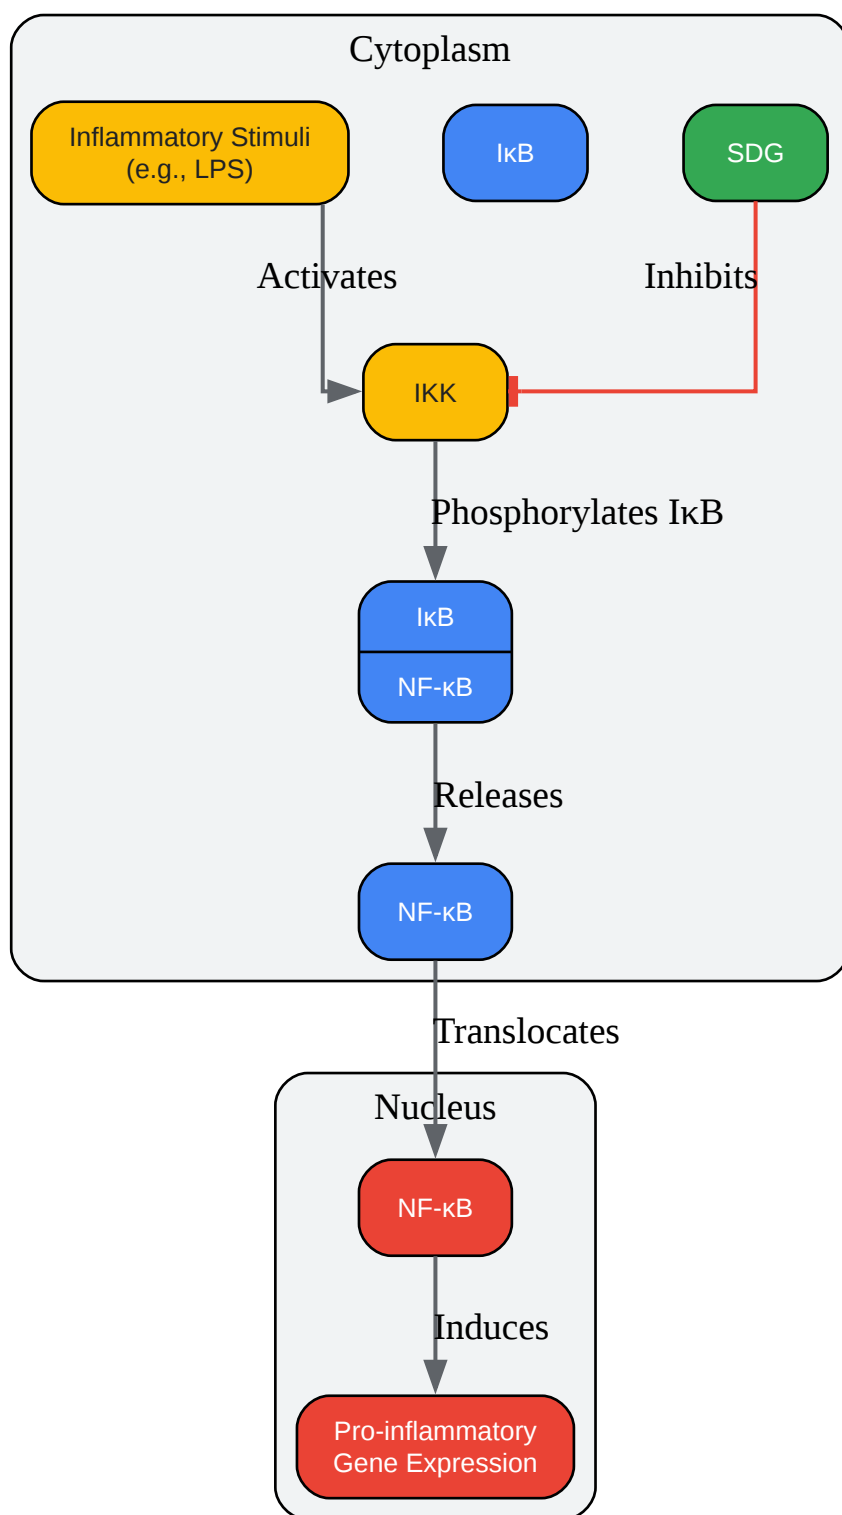 Cytoplasm
Inflammatory Stimuli
(e.g., LPS)
IκB
SDG
Activates
Inhibits
IKK
Phosphorylates IκB
IκB
NF-κB
Releases
NF-κB
Translocates
Nucleus
NF-κB
Induces
Pro-inflammatory
Gene Expression